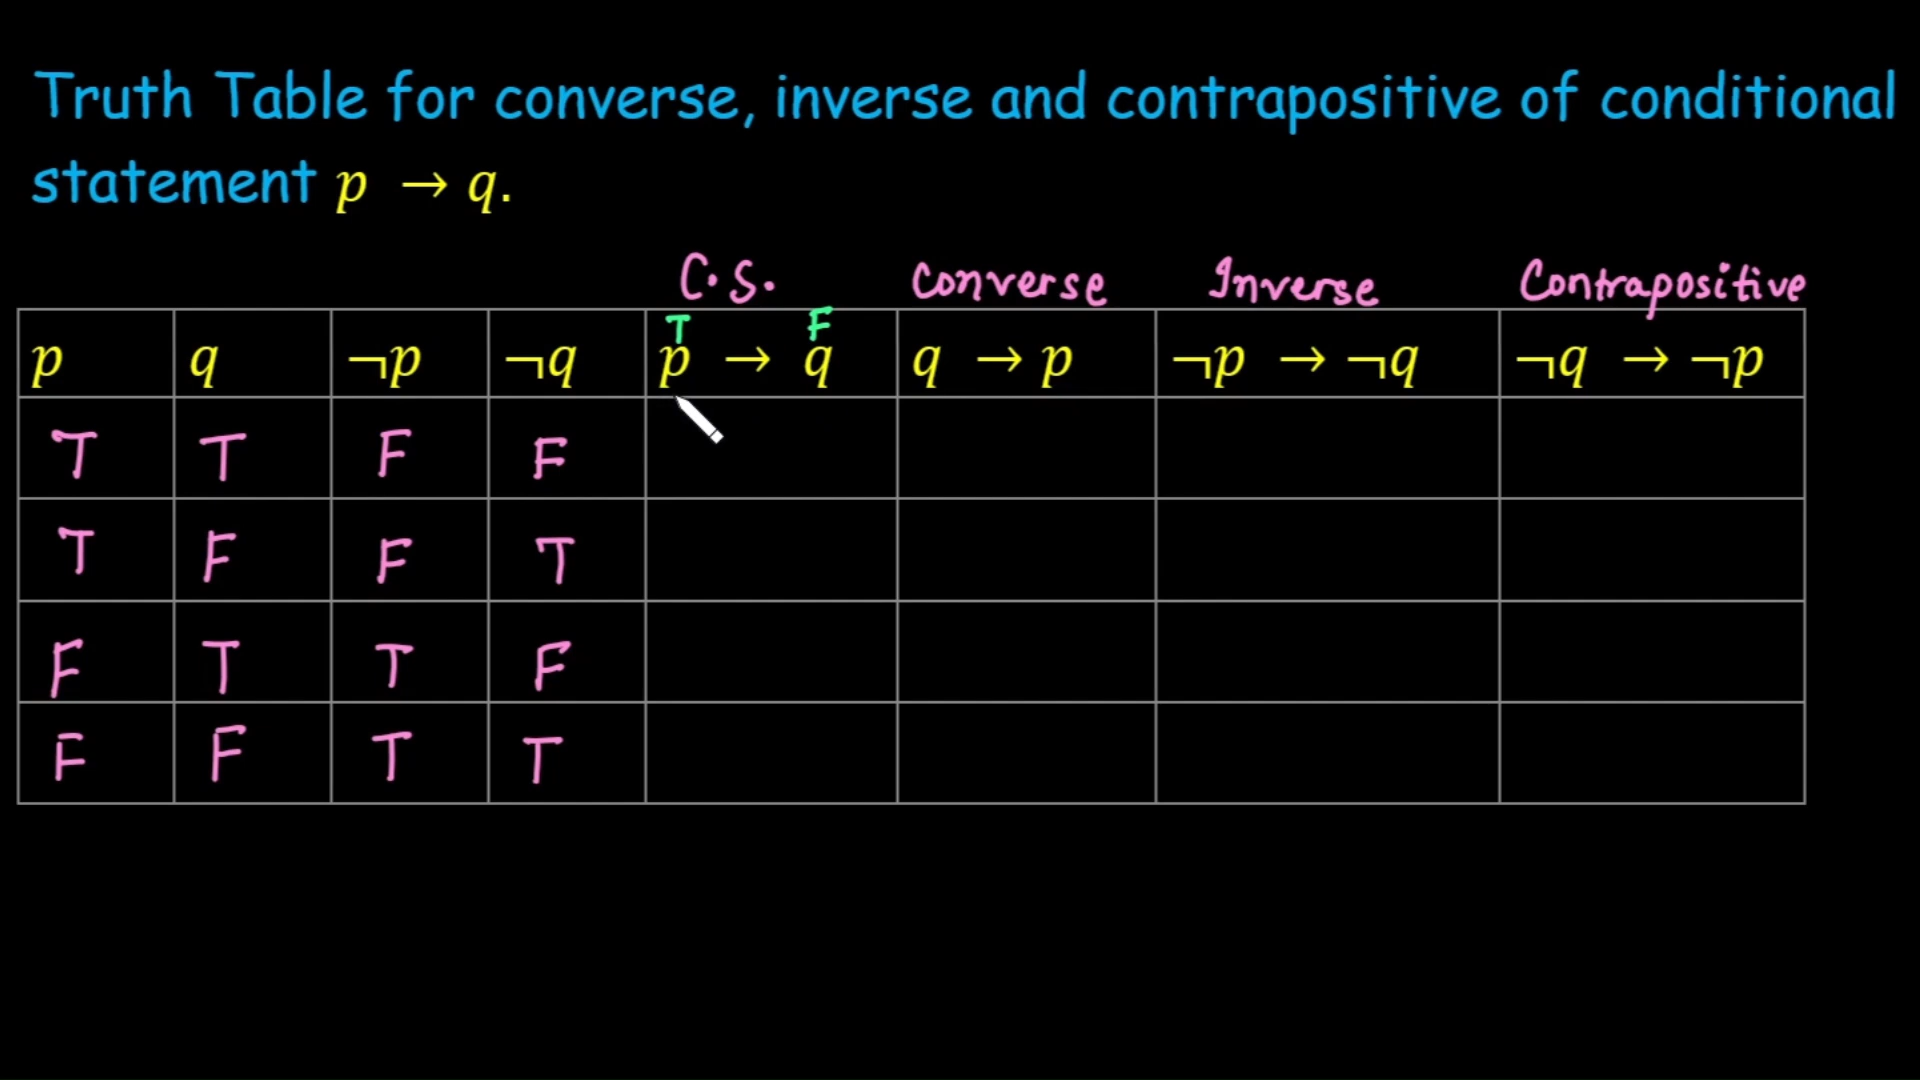 Truth Table for converse, inverse and contrapositive of conditional
statement p → q.
C.S. Converse Inverse Contrapositive
T F
p q ¬p ¬q p → q q → p ¬p → ¬q ¬q → ¬p
T T F F
T F F T
F T T F
F F T T